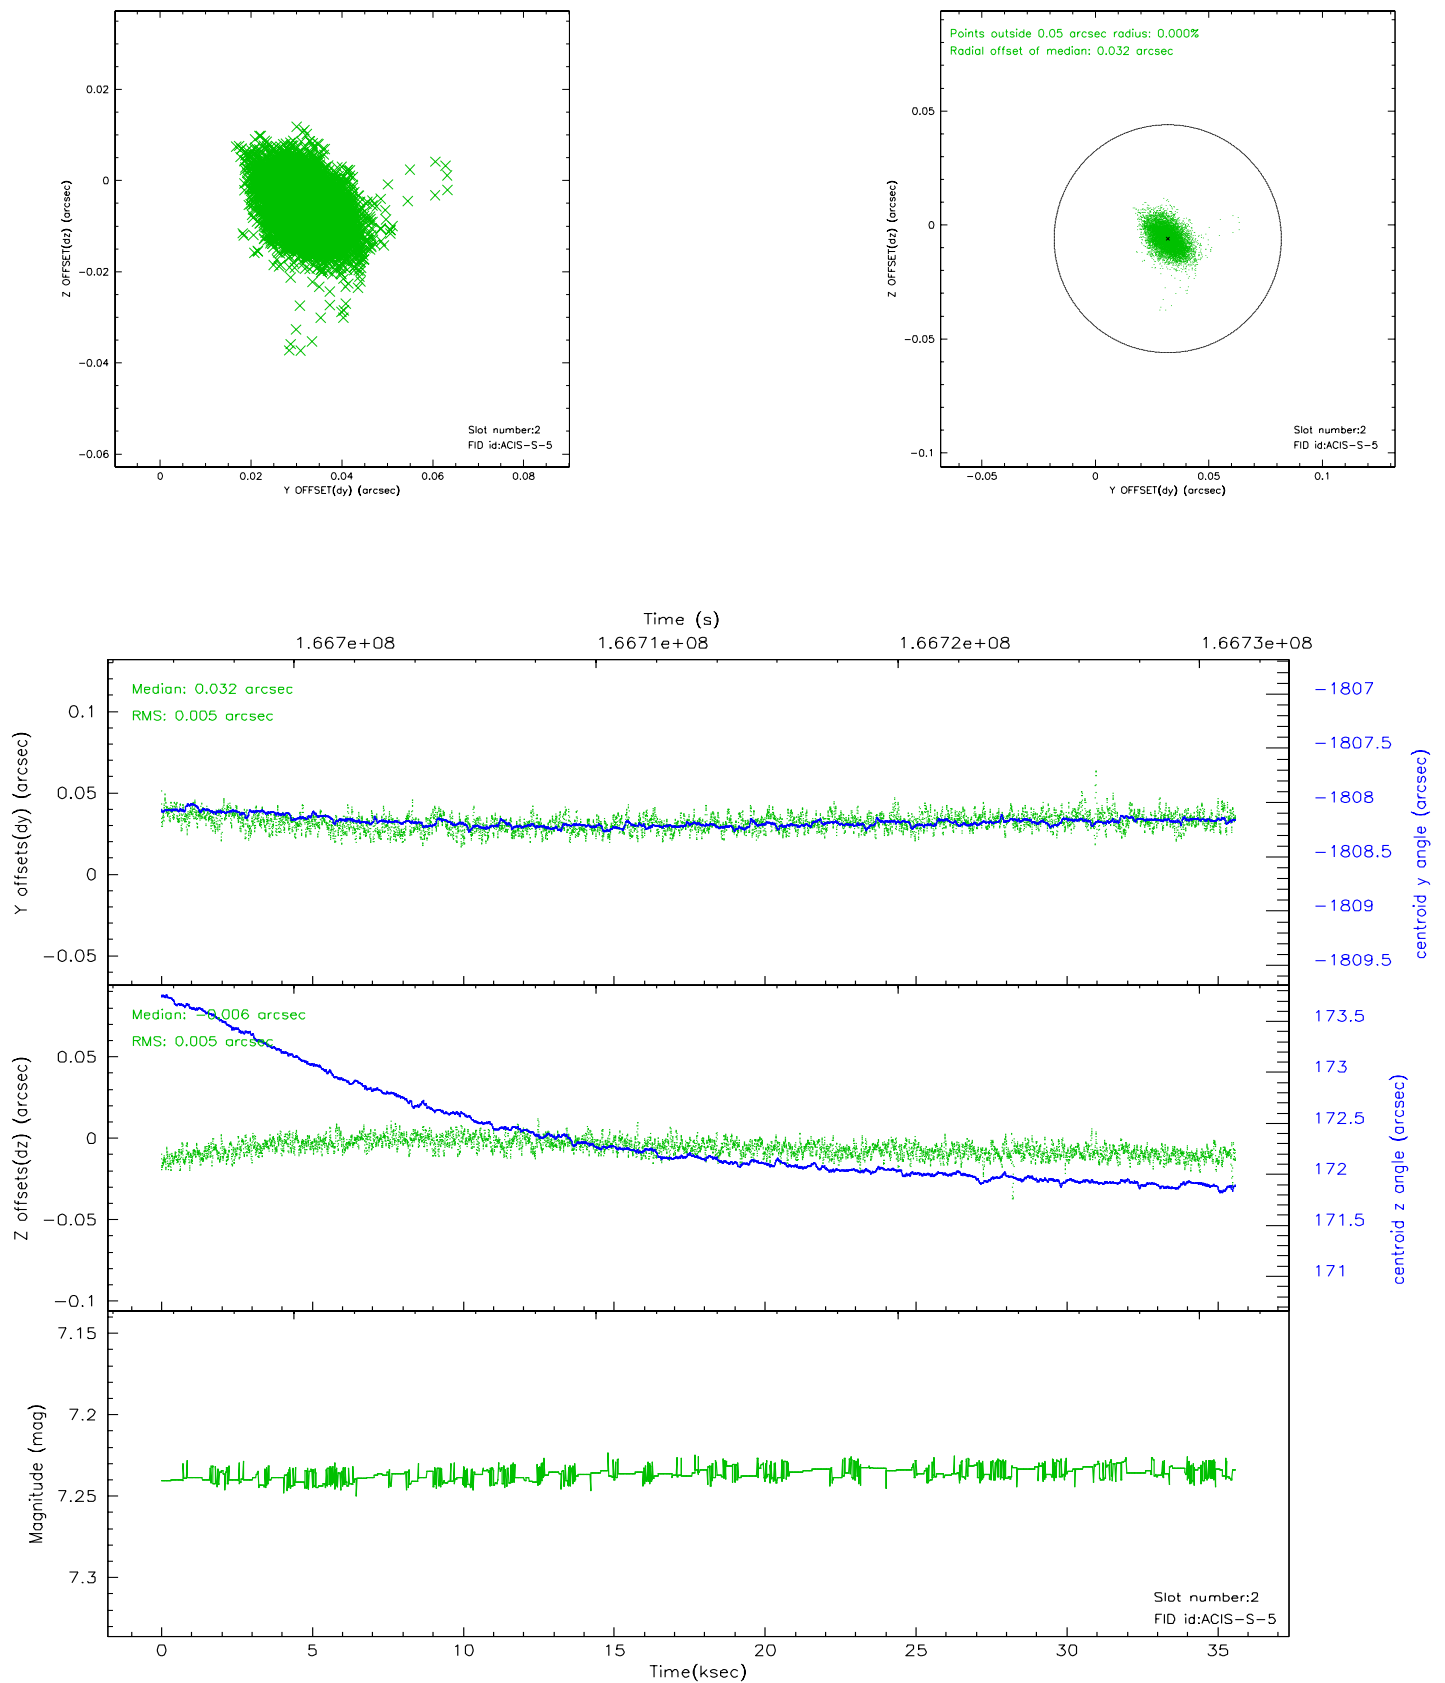 0.02
0
-0.02
-0.04
-0.06
Z OFFSET(dz) (arcsec)
Slot number:2
FID id:ACIS-S-5
0 0.02 0.04 0.06 0.08
Y OFFSET(dy) (arcsec)
Points outside 0.05 arcsec radius: 0.000%
Radial offset of median: 0.032 arcsec
0.05
0
-0.05
-0.1
Z OFFSET(dz) (arcsec)
Slot number:2
FID id:ACIS-S-5
-0.05 0 0.05 0.1
Y OFFSET(dy) (arcsec)
Time (s)
1.667e+08 1.6671e+08 1.6672e+08 1.6673e+08
Median: 0.032 arcsec
RMS: 0.005 arcsec
0.1
0.05
0
-0.05
Y offsets(dy) (arcsec)
-1807
-1807.5
-1808
-1808.5
-1809
-1809.5
centroid y angle (arcsec)
Median: -0.006 arcsec
RMS: 0.005 arcsec
0.05
0
-0.05
-0.1
Z offsets(dz) (arcsec)
173.5
173
172.5
172
171.5
171
centroid z angle (arcsec)
7.15
7.2
7.25
7.3
Magnitude (mag)
Slot number:2
FID id:ACIS-S-5
0 5 10 15 20 25 30 35
Time(ksec)